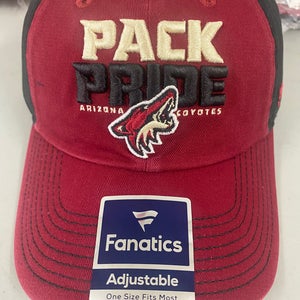 PACK
PRIDE
ARIZONA COYOTES
Fanatics
Adjustable
One Size Fits Most